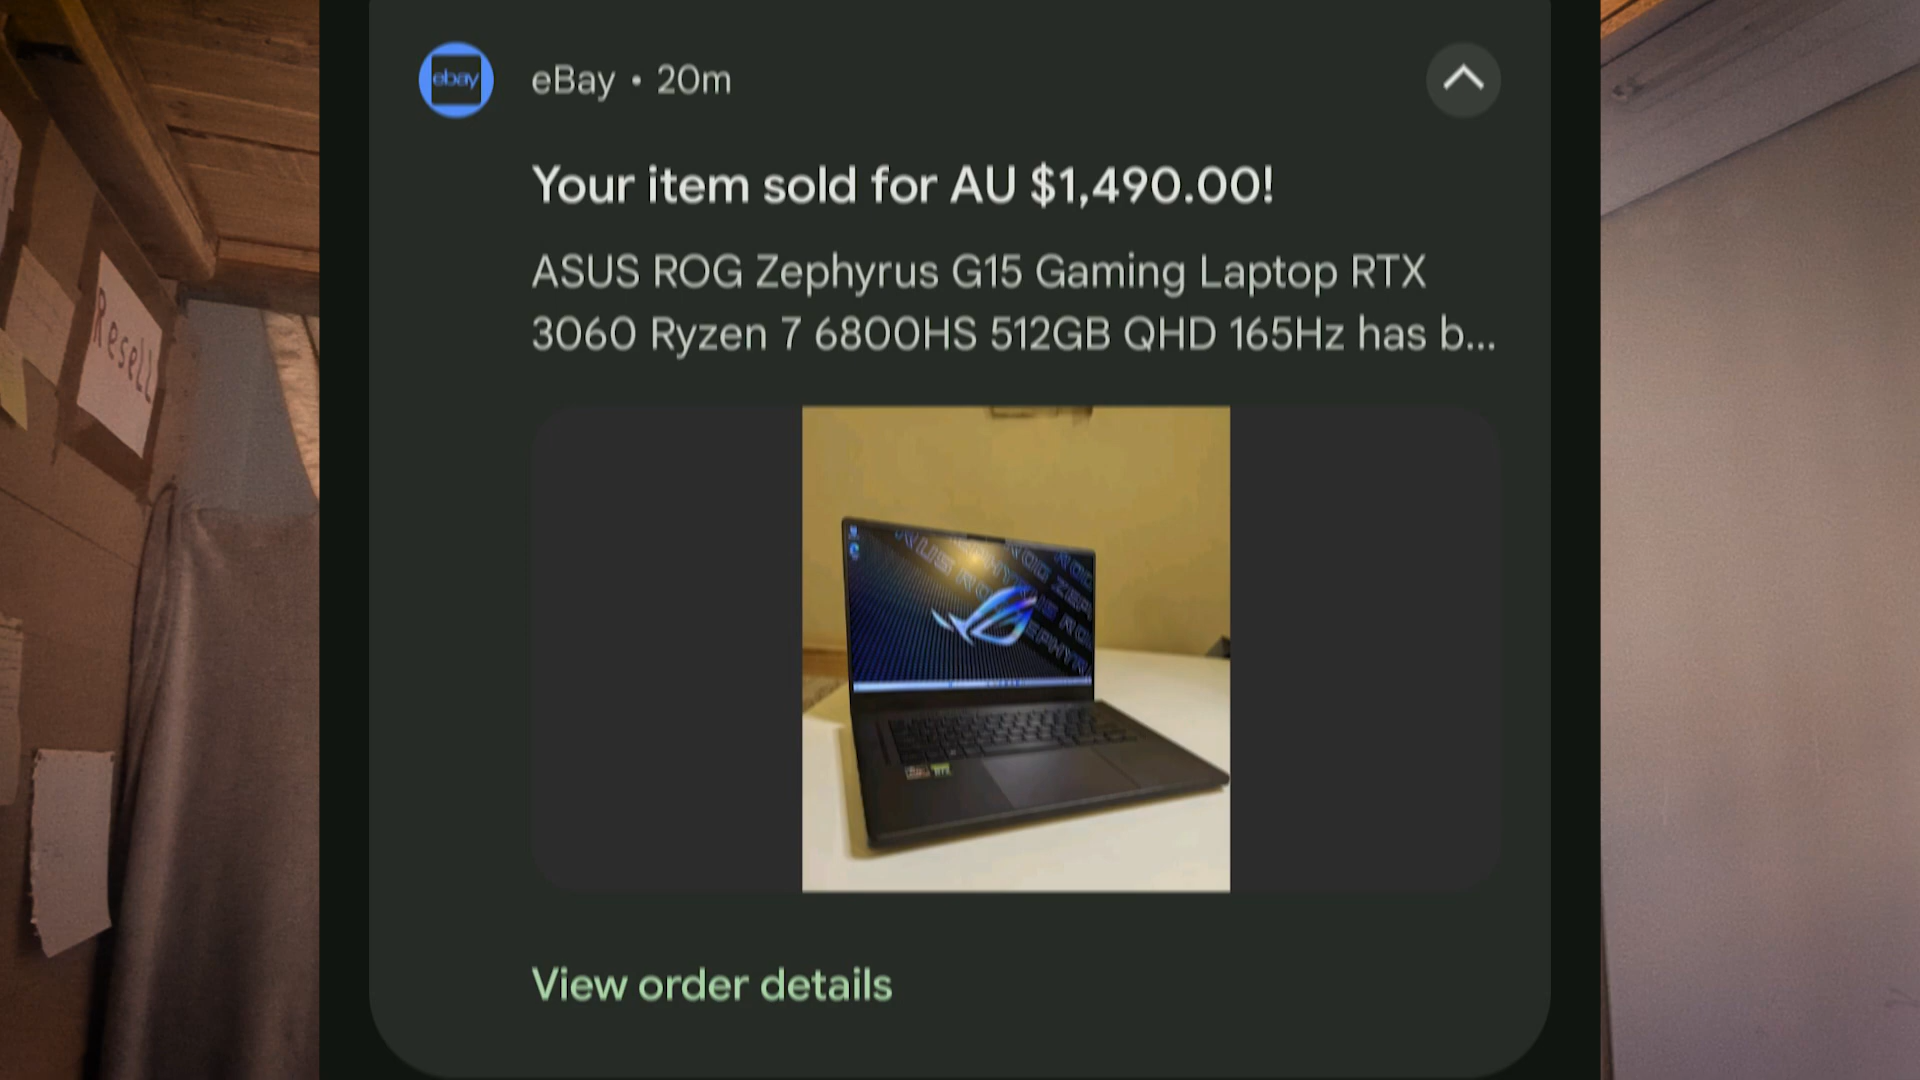 ebay
eBay • 20m
Your item sold for AU $1,490.00!
ASUS ROG Zephyrus G15 Gaming Laptop RTX
3060 Ryzen 7 6800HS 512GB QHD 165Hz has b...
View order details
Resell